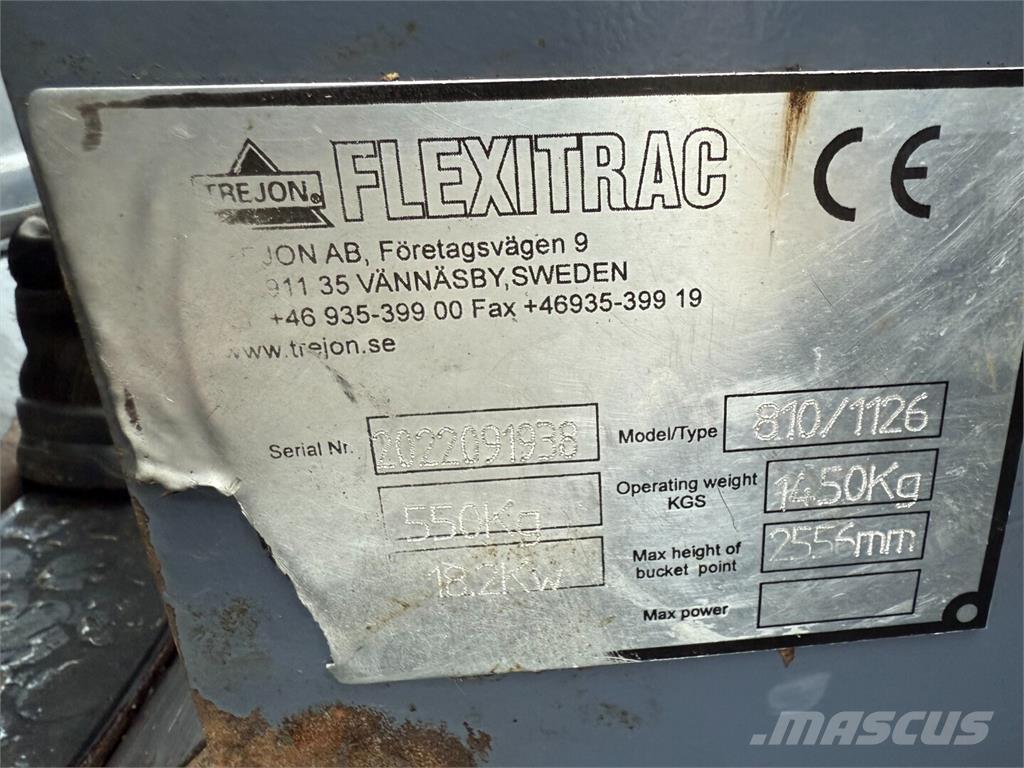 TREJON® FLEXITRAC CE
JON AB, Företagsvägen 9
911 35 VÄNNÄSBY, SWEDEN
+46 935-399 00 Fax +46935-399 19
www.trejon.se
Serial Nr. 2022091938
Model/Type 810/1126
550Kg
Operating weight KGS 1450Kg
18.2Kw
Max height of bucket point 2556mm
Max power
MASCUS